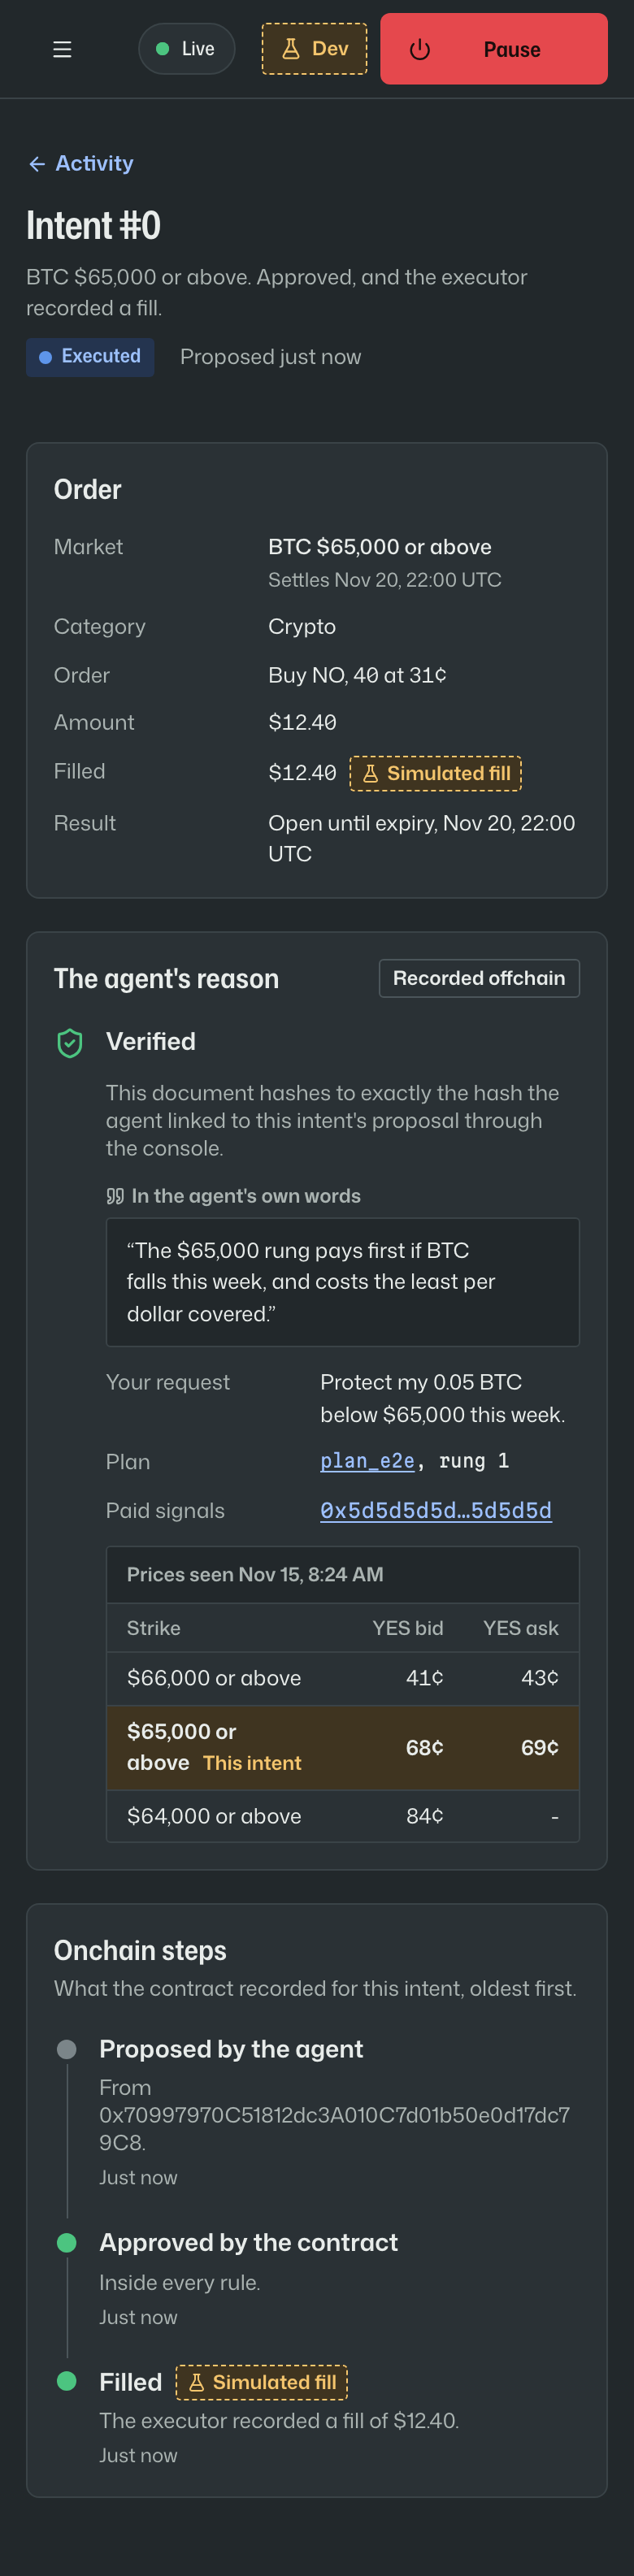 Live
Dev
Pause
Activity
Intent #0
BTC $65,000 or above. Approved, and the executor
recorded a fill.
Executed
Proposed just now
Order
Market
BTC $65,000 or above
Settles Nov 20, 22:00 UTC
Category
Crypto
Order
Buy NO, 40 at 31¢
Amount
$12.40
Filled
$12.40
Simulated fill
Result
Open until expiry, Nov 20, 22:00
UTC
The agent's reason
Recorded offchain
Verified
This document hashes to exactly the hash the
agent linked to this intent's proposal through
the console.
In the agent's own words
“The $65,000 rung pays first if BTC
falls this week, and costs the least per
dollar covered.”
Your request
Protect my 0.05 BTC
below $65,000 this week.
Plan
plan_e2e, rung 1
Paid signals
0x5d5d5d5d…5d5d5d
Prices seen Nov 15, 8:24 AM
Strike YES bid YES ask
$66,000 or above 41¢ 43¢
$65,000 or
above This intent 68¢ 69¢
$64,000 or above 84¢ -
Onchain steps
What the contract recorded for this intent, oldest first.
Proposed by the agent
From
0x70997970C51812dc3A010C7d01b50e0d17dc7
9C8.
Just now
Approved by the contract
Inside every rule.
Just now
Filled
Simulated fill
The executor recorded a fill of $12.40.
Just now